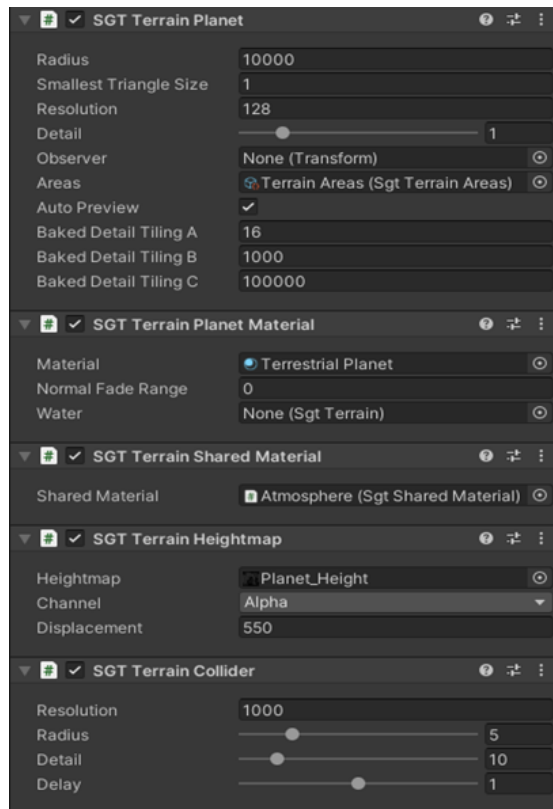 SGT Terrain Planet
Radius 10000
Smallest Triangle Size 1
Resolution 128
Detail 1
Observer None (Transform)
Areas Terrain Areas (Sgt Terrain Areas)
Auto Preview
Baked Detail Tiling A 16
Baked Detail Tiling B 1000
Baked Detail Tiling C 100000
SGT Terrain Planet Material
Material Terrestrial Planet
Normal Fade Range 0
Water None (Sgt Terrain)
SGT Terrain Shared Material
Shared Material Atmosphere (Sgt Shared Material)
SGT Terrain Heightmap
Heightmap Planet_Height
Channel Alpha
Displacement 550
SGT Terrain Collider
Resolution 1000
Radius 5
Detail 10
Delay 1